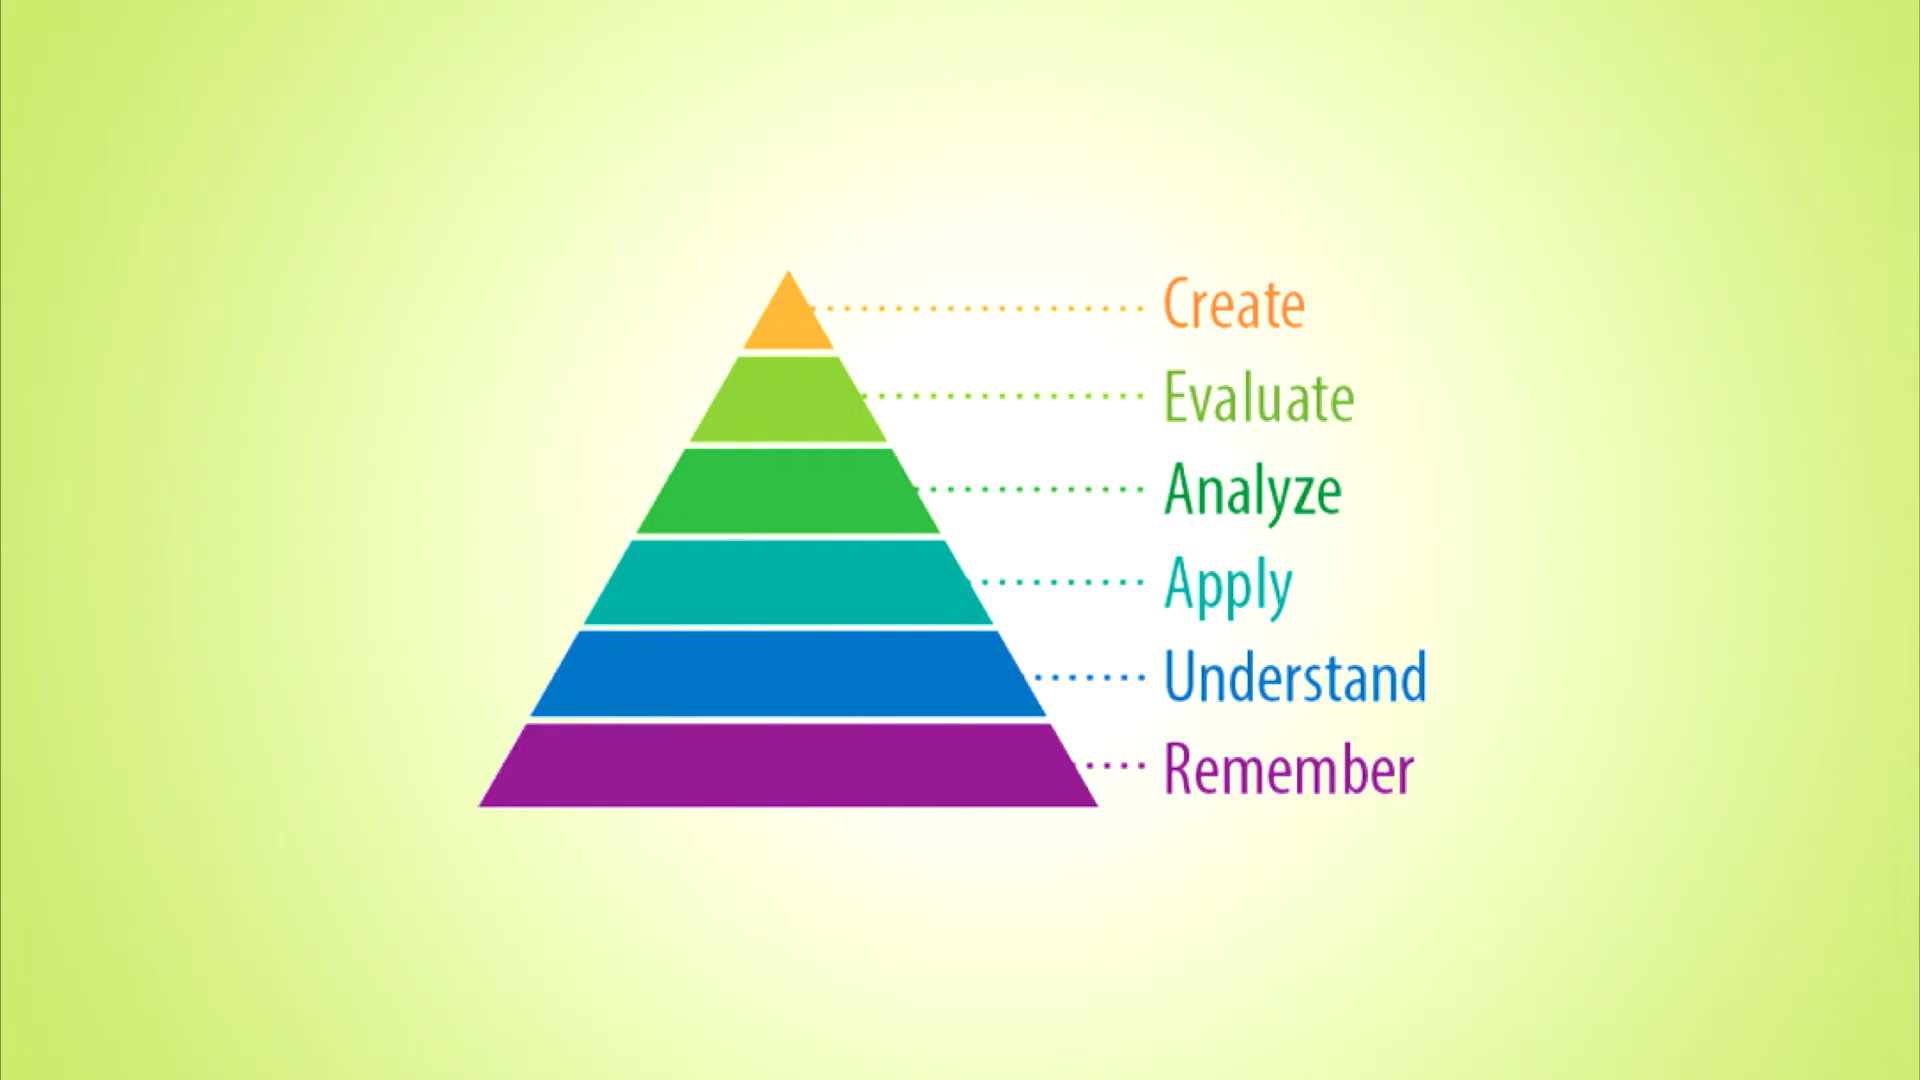 Create
Evaluate
Analyze
Apply
Understand
Remember